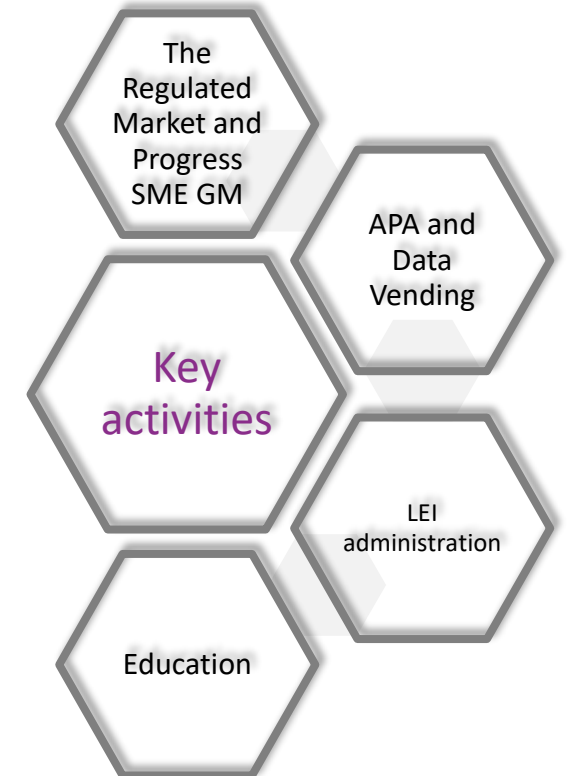 The
Regulated
Market and
Progress
SME GM
APA and
Data
Vending
Key
activities
LEI
administration
Education